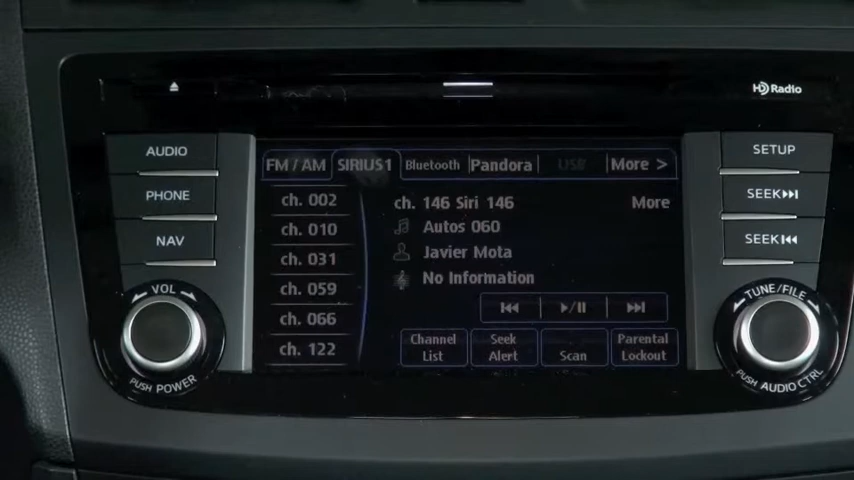 HD Radio
AUDIO
PHONE
NAV
VOL
PUSH POWER
FM / AM SIRIUS1 Bluetooth Pandora USB More >
ch. 002
ch. 010
ch. 031
ch. 059
ch. 066
ch. 122
ch. 146 Siri 146 More
Autos 060
Javier Mota
No Information
Channel List
Seek Alert
Scan
Parental Lockout
SETUP
SEEK
SEEK
TUNE/FILE
PUSH AUDIO CTRL